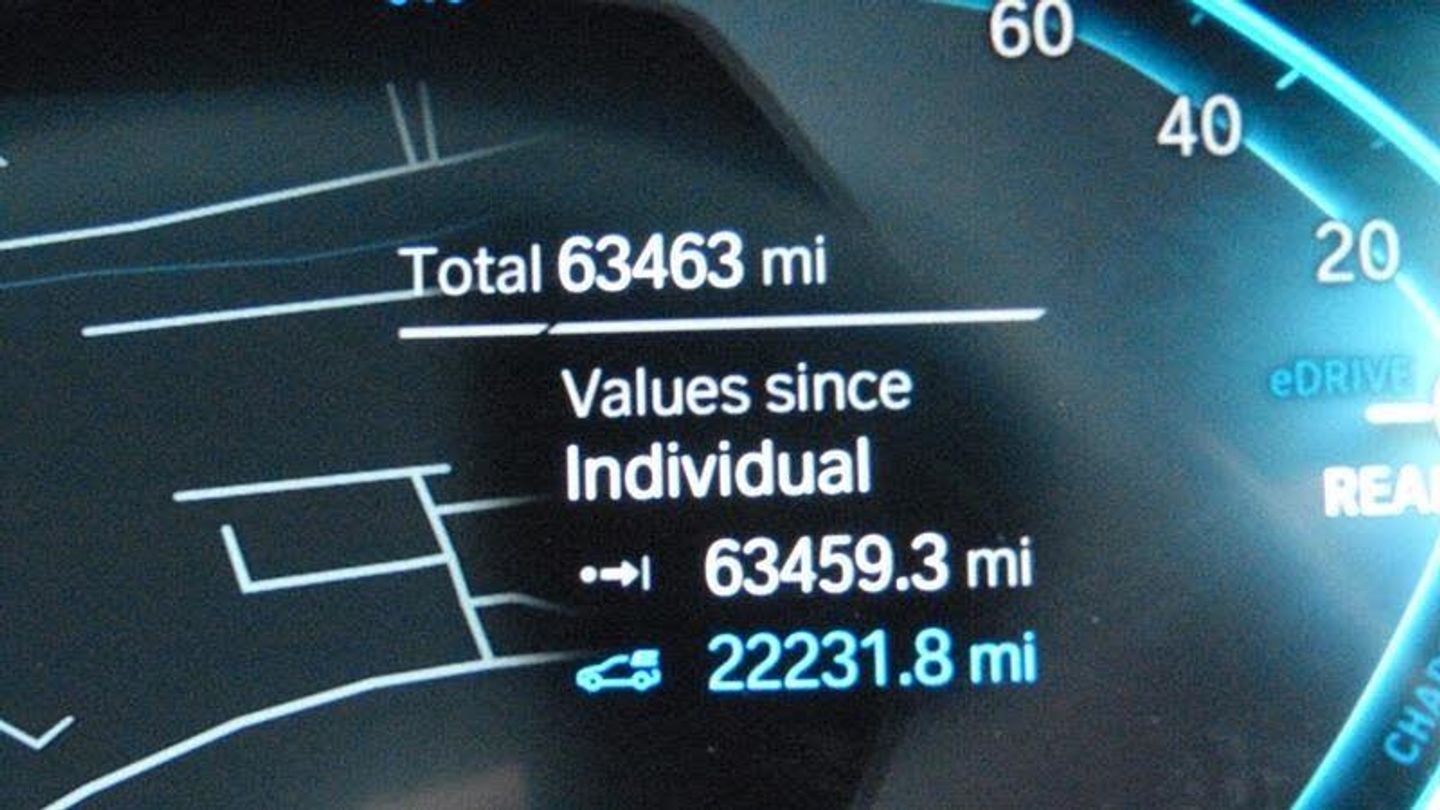 60
40
20
Total 63463 mi
Values since
Individual
63459.3 mi
22231.8 mi
eDRIVE